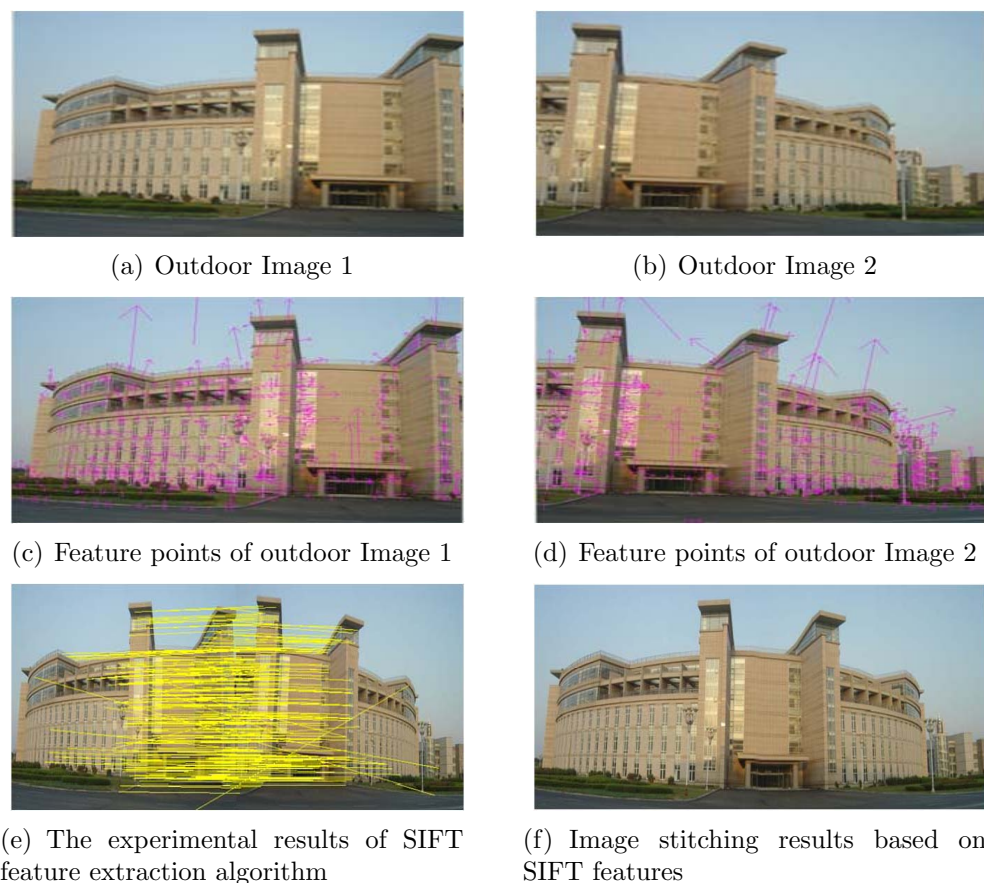 (a) Outdoor Image 1
(b) Outdoor Image 2
(c) Feature points of outdoor Image 1
(d) Feature points of outdoor Image 2
(e) The experimental results of SIFT
feature extraction algorithm
(f) Image stitching results based on
SIFT features